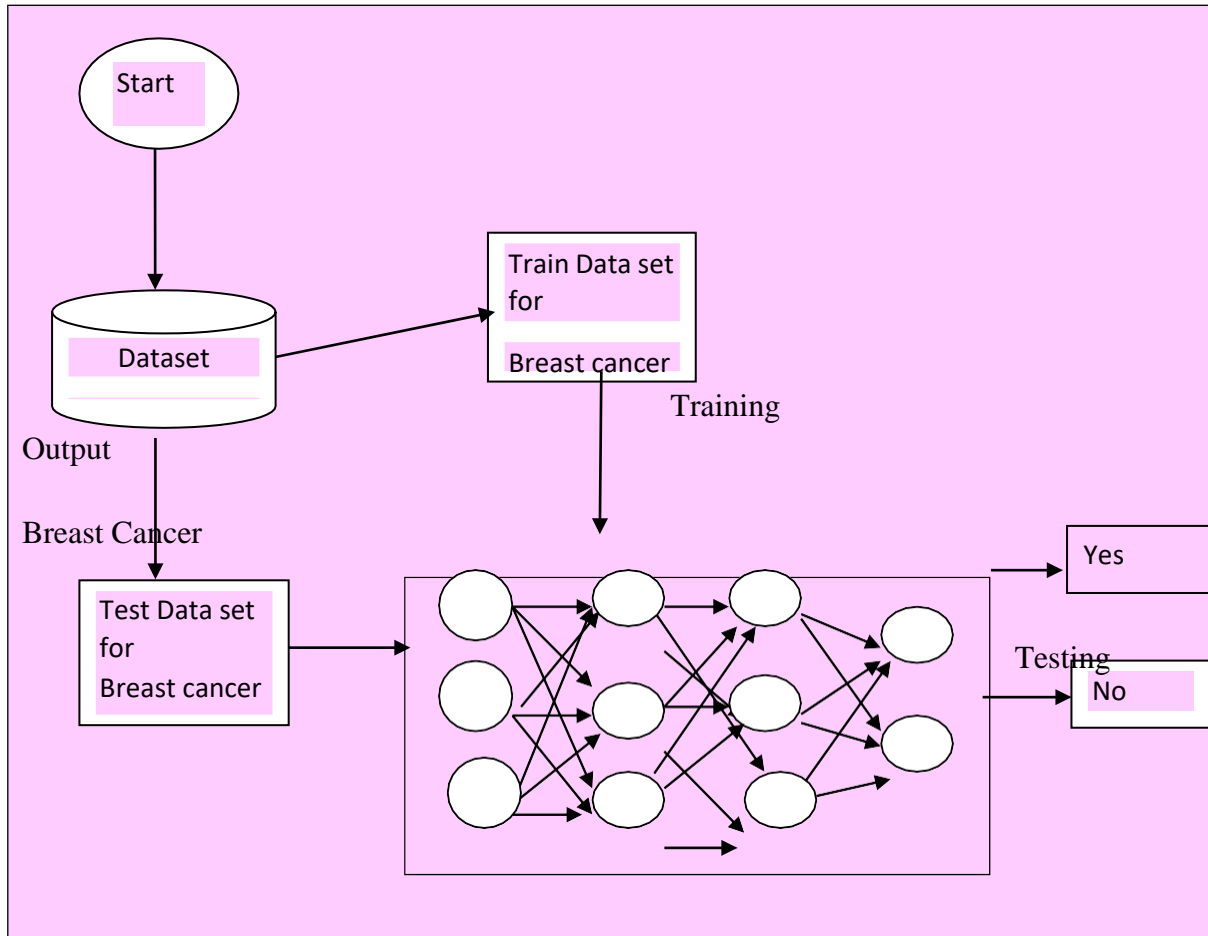 Start
Train Data set
for
Breast cancer
Dataset
Training
Output
Breast Cancer
Yes
Test Data set
for
Breast cancer
Testing
No